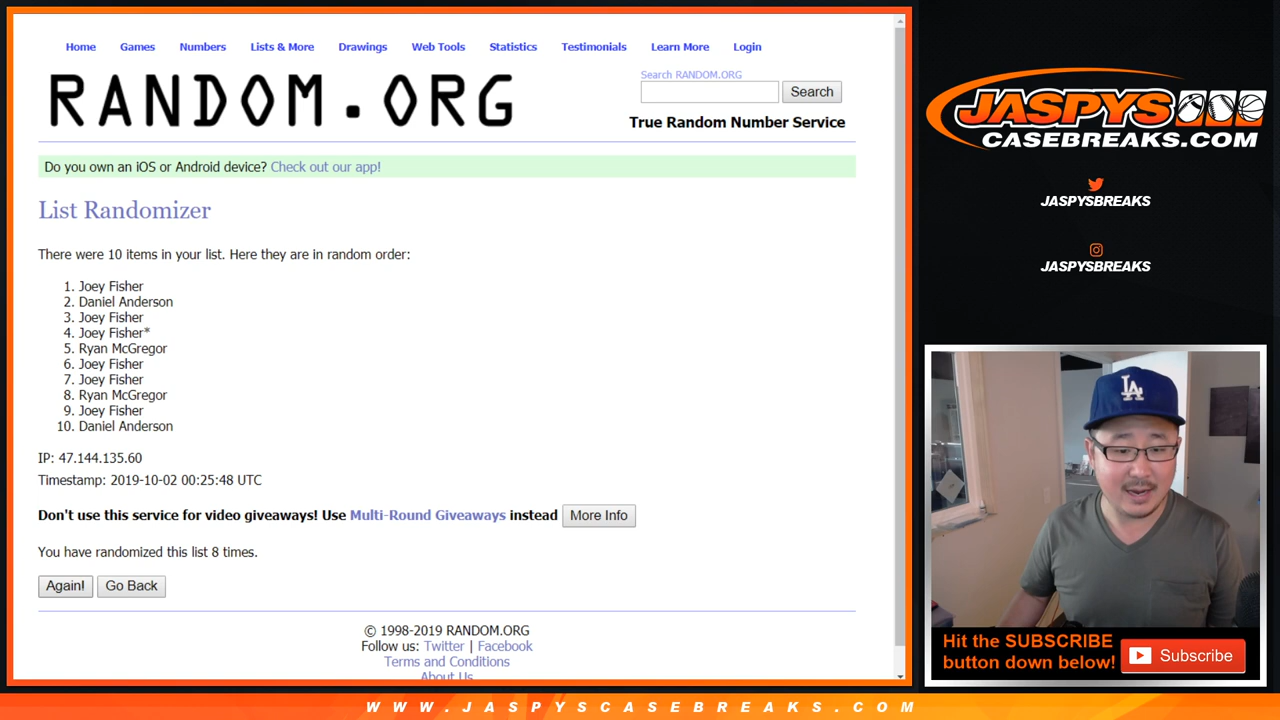 Home Games Numbers Lists & More Drawings Web Tools Statistics Testimonials Learn More Login
RANDOM.ORG
Search RANDOM.ORG
Search
True Random Number Service
Do you own an iOS or Android device? Check out our app!
List Randomizer
There were 10 items in your list. Here they are in random order:
1. Joey Fisher
2. Daniel Anderson
3. Joey Fisher
4. Joey Fisher*
5. Ryan McGregor
6. Joey Fisher
7. Joey Fisher
8. Ryan McGregor
9. Joey Fisher
10. Daniel Anderson
IP: 47.144.135.60
Timestamp: 2019-10-02 00:25:48 UTC
Don't use this service for video giveaways! Use Multi-Round Giveaways instead More Info
You have randomized this list 8 times.
Again! Go Back
© 1998-2019 RANDOM.ORG
Follow us: Twitter | Facebook
Terms and Conditions
About Us
JASPYS
CASEBREAKS.COM
JASPYSBREAKS
JASPYSBREAKS
LA
Hit the SUBSCRIBE
button down below!
Subscribe
WWW.JASPYSCASEBREAKS.COM